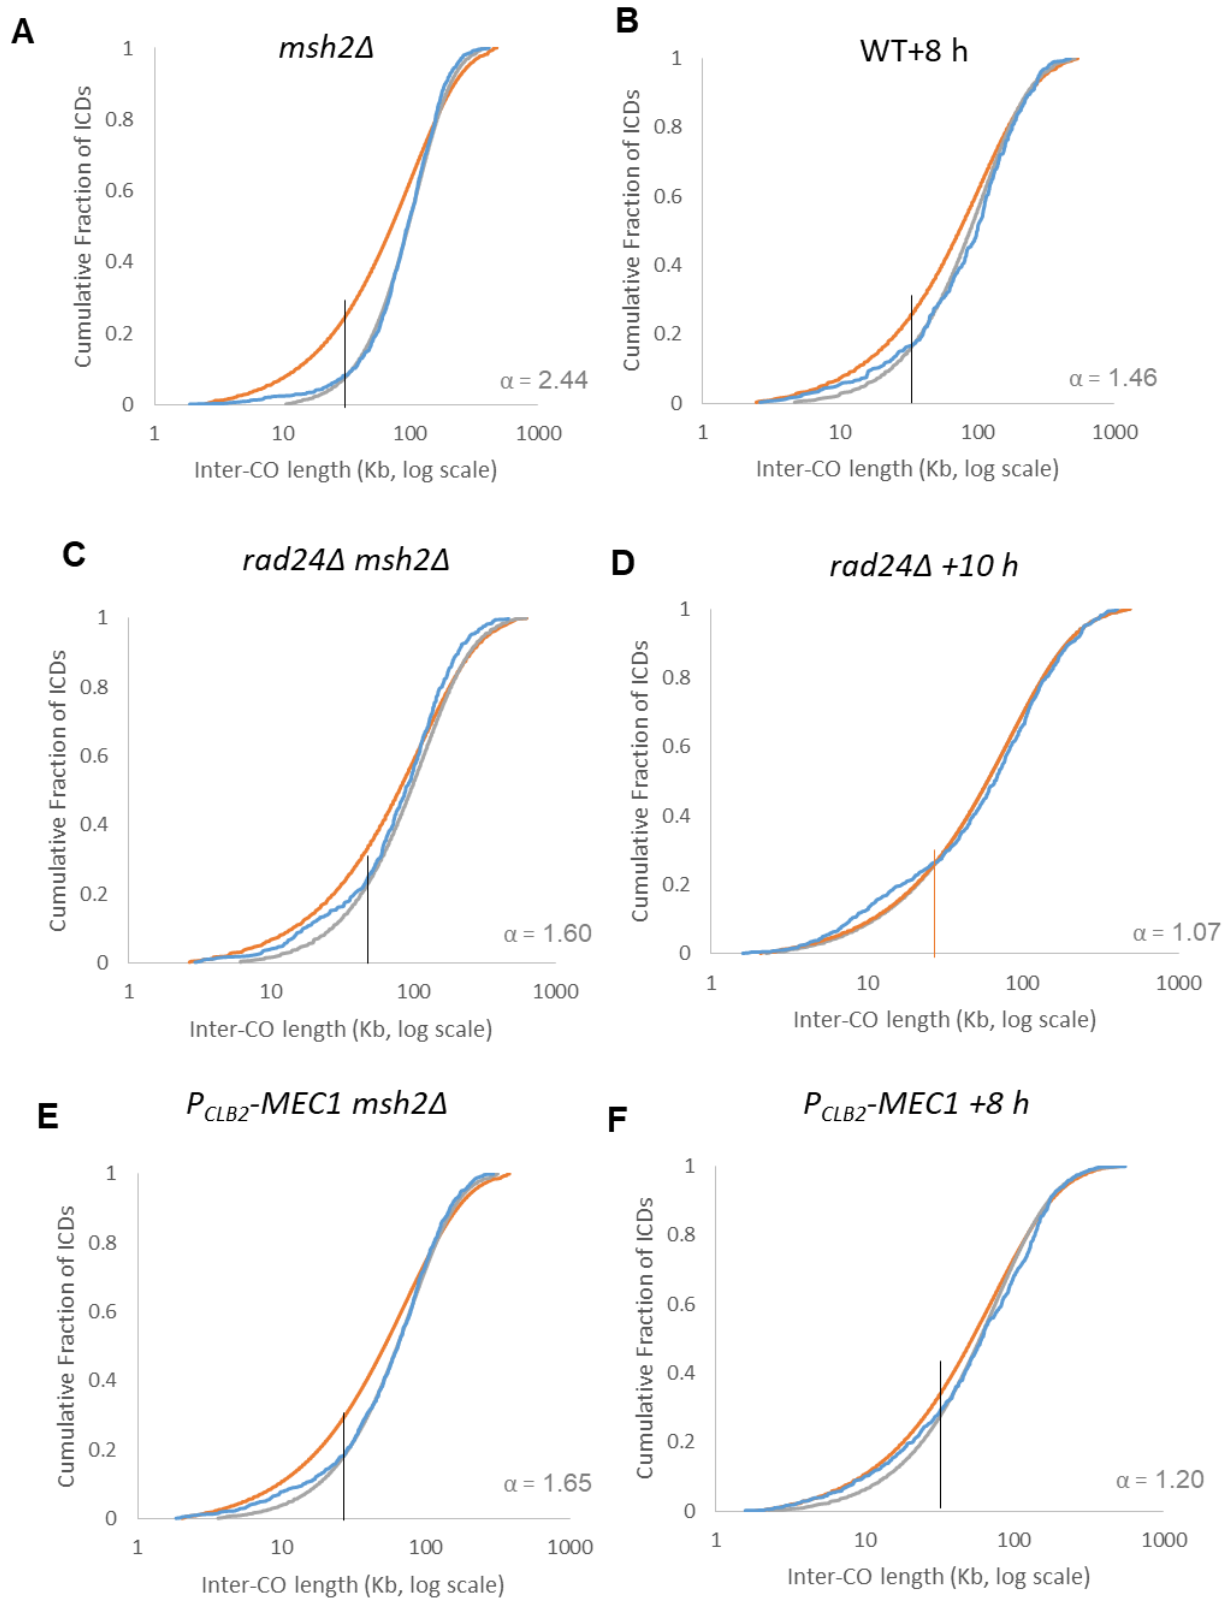 A
msh2Δ
Cumulative Fraction of ICDs
1
0.8
0.6
0.4
0.2
0
α = 2.44
1 10 100 1000
Inter-CO length (Kb, log scale)
B
WT+8 h
Cumulative Fraction of ICDs
1
0.8
0.6
0.4
0.2
0
α = 1.46
1 10 100 1000
Inter-CO length (Kb, log scale)
C
rad24Δ msh2Δ
Cumulative Fraction of ICDs
1
0.8
0.6
0.4
0.2
0
α = 1.60
1 10 100 1000
Inter-CO length (Kb, log scale)
D
rad24Δ +10 h
Cumulative Fraction of ICDs
1
0.8
0.6
0.4
0.2
0
α = 1.07
1 10 100 1000
Inter-CO length (Kb, log scale)
E
P_CLB2-MEC1 msh2Δ
Cumulative Fraction of ICDs
1
0.8
0.6
0.4
0.2
0
α = 1.65
1 10 100 1000
Inter-CO length (Kb, log scale)
F
P_CLB2-MEC1 +8 h
Cumulative Fraction of ICDs
1
0.8
0.6
0.4
0.2
0
α = 1.20
1 10 100 1000
Inter-CO length (Kb, log scale)